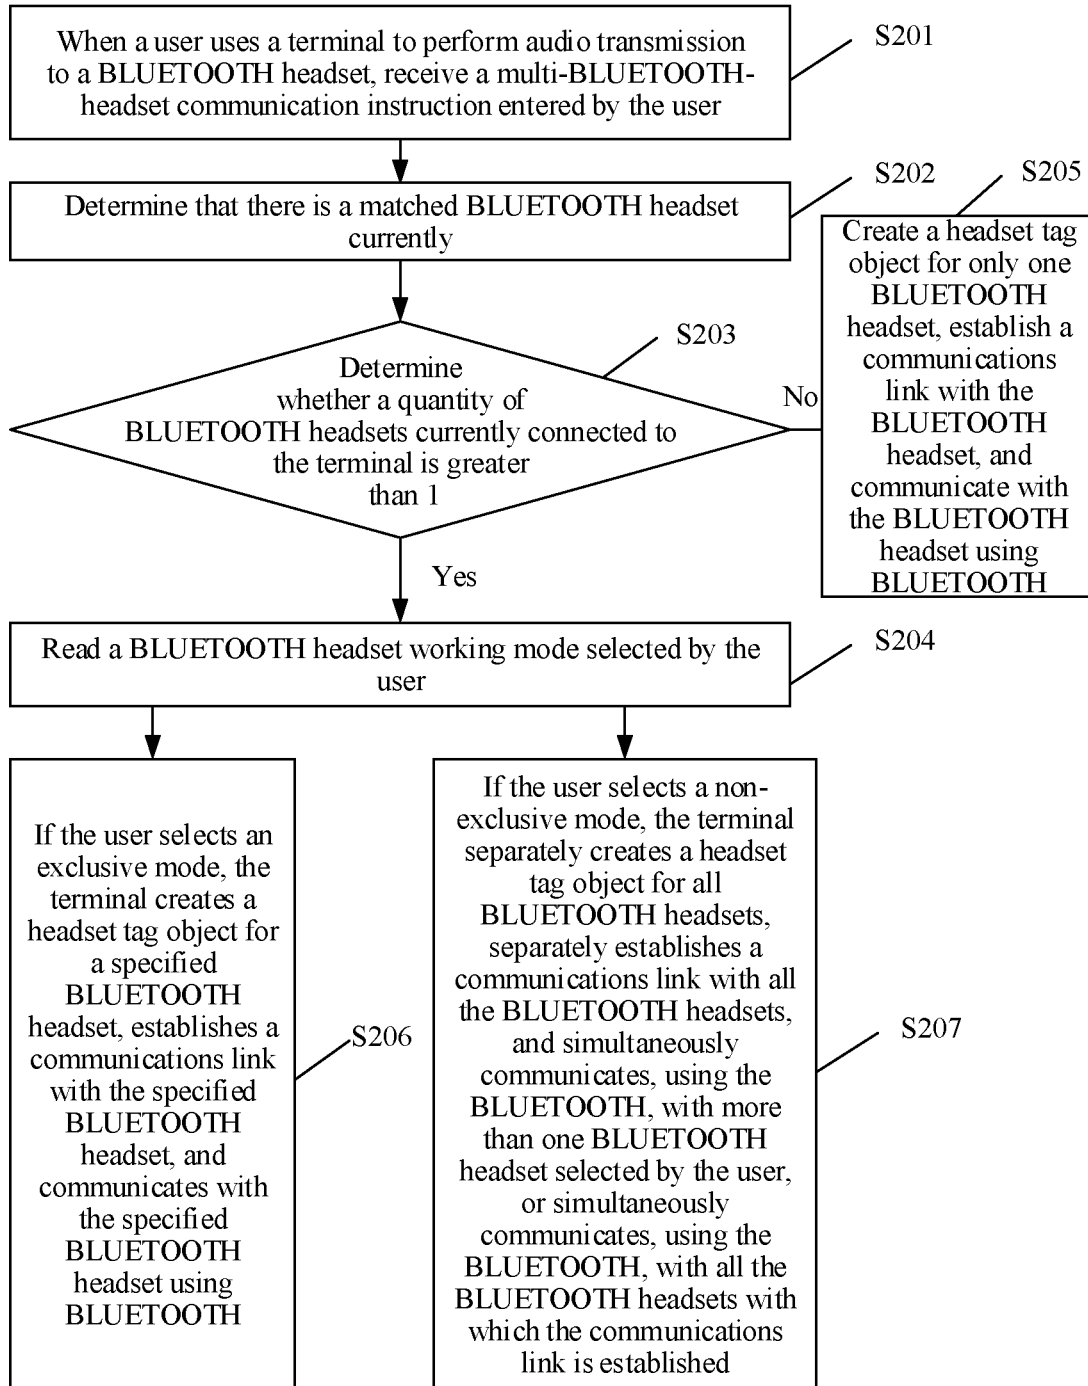 When a user uses a terminal to perform audio transmission
to a BLUETOOTH headset, receive a multi-BLUETOOTH-
headset communication instruction entered by the user
S201
Determine that there is a matched BLUETOOTH headset
currently
S202
Determine
whether a quantity of
BLUETOOTH headsets currently connected to
the terminal is greater
than 1
S203
No
S205
Create a headset tag
object for only one
BLUETOOTH
headset, establish a
communications
link with the
BLUETOOTH
headset, and
communicate with
the BLUETOOTH
headset using
BLUETOOTH
Yes
Read a BLUETOOTH headset working mode selected by the
user
S204
If the user selects an
exclusive mode, the
terminal creates a
headset tag object for
a specified
BLUETOOTH
headset, establishes a
communications link
with the specified
BLUETOOTH
headset, and
communicates with
the specified
BLUETOOTH
headset using
BLUETOOTH
S206
If the user selects a non-
exclusive mode, the terminal
separately creates a headset
tag object for all
BLUETOOTH headsets,
separately establishes a
communications link with all
the BLUETOOTH headsets,
and simultaneously
communicates, using the
BLUETOOTH, with more
than one BLUETOOTH
headset selected by the user,
or simultaneously
communicates, using the
BLUETOOTH, with all the
BLUETOOTH headsets with
which the communications
link is established
S207